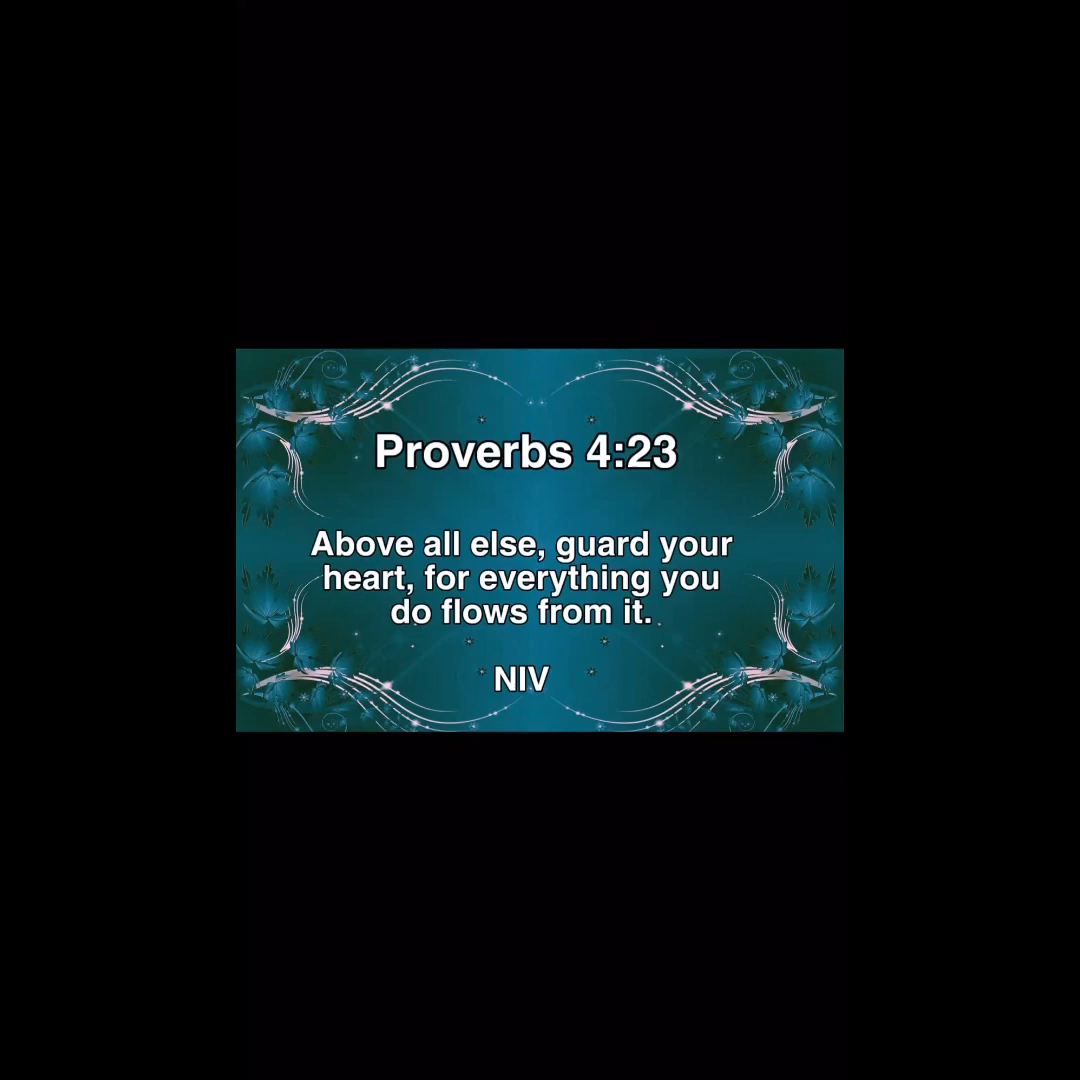 Proverbs 4:23
Above all else, guard your
heart, for everything you
do flows from it.
NIV